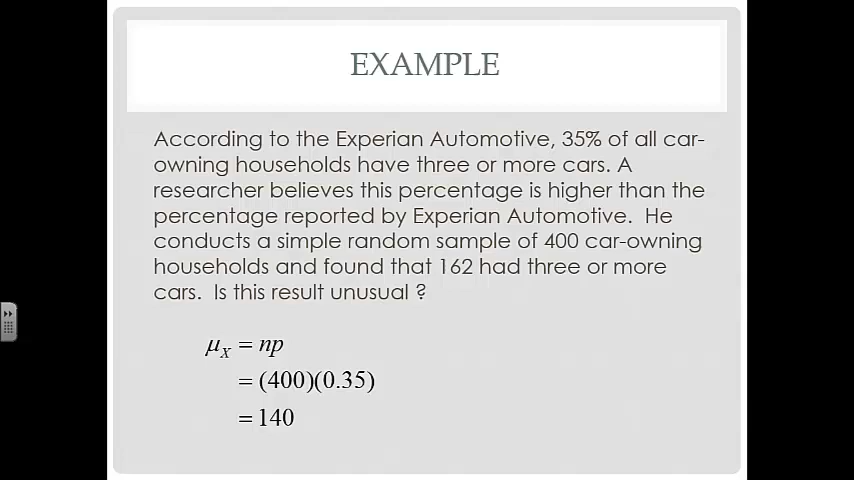 EXAMPLE
According to the Experian Automotive, 35% of all car-
owning households have three or more cars. A
researcher believes this percentage is higher than the
percentage reported by Experian Automotive.  He
conducts a simple random sample of 400 car-owning
households and found that 162 had three or more
cars.  Is this result unusual ?
μ_X = np
= (400)(0.35)
= 140